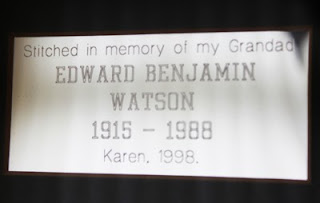 Stitched in memory of my Grandad
EDWARD BENJAMIN
WATSON
1915 - 1988
Karen. 1998.